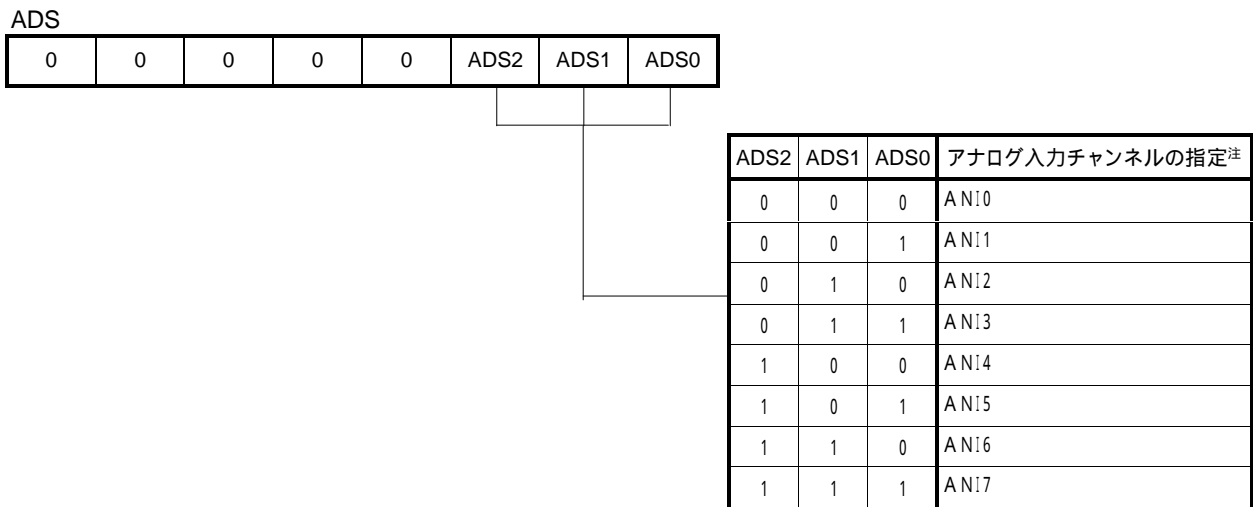 ADS
0 0 0 0 0 ADS2 ADS1 ADS0
ADS2 ADS1 ADS0 アナログ入力チャンネルの指定注
0 0 0 ANI0
0 0 1 ANI1
0 1 0 ANI2
0 1 1 ANI3
1 0 0 ANI4
1 0 1 ANI5
1 1 0 ANI6
1 1 1 ANI7